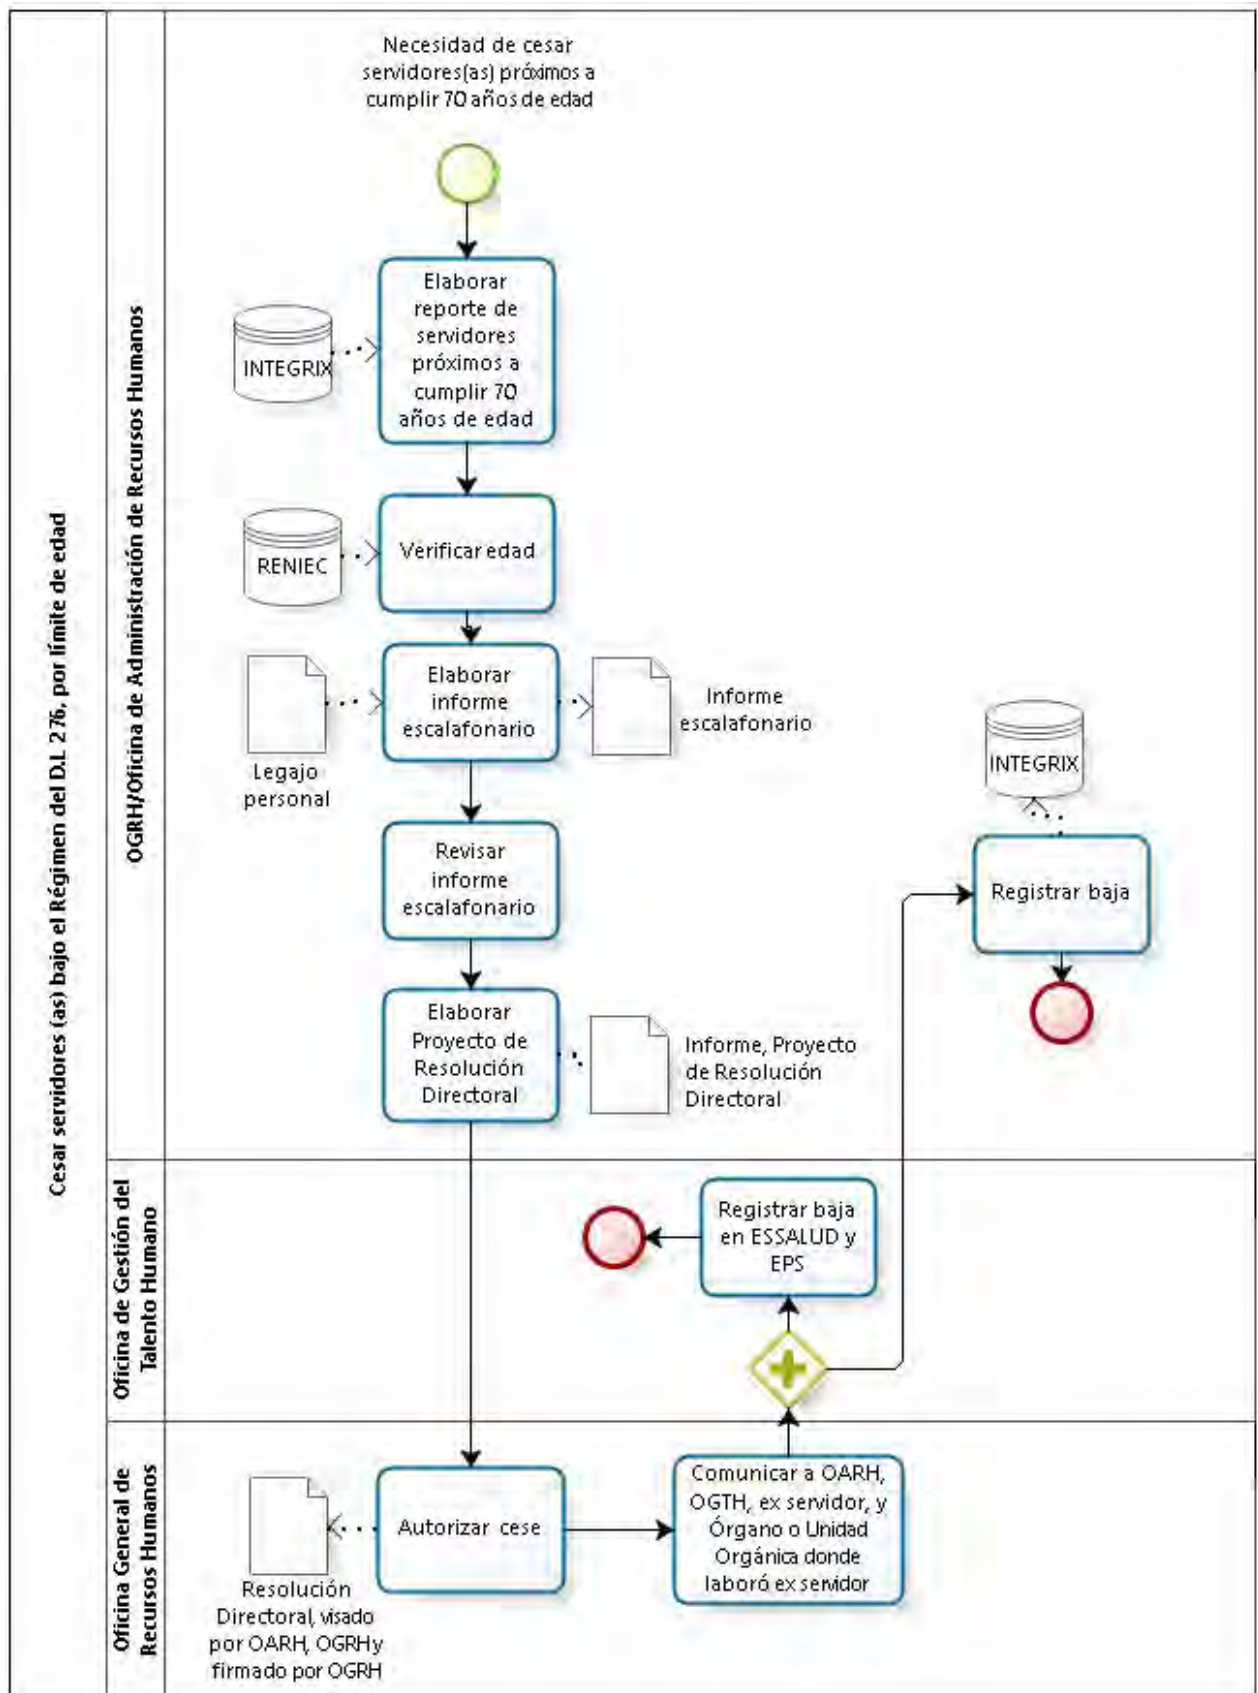 Cesar servidores (as) bajo el Régimen del D.L 276, por límite de edad
OGRH/Oficina de Administración de Recursos Humanos
Necesidad de cesar
servidores(as) próximos a
cumplir 70 años de edad
Elaborar
reporte de
servidores
próximos a
cumplir 70
años de edad
INTEGRIX
Verificar edad
RENIEC
Elaborar
informe
escalafonario
Legajo
personal
Informe
escalafonario
Revisar
informe
escalafonario
Elaborar
Proyecto de
Resolución
Directoral
Informe, Proyecto
de Resolución
Directoral
INTEGRIX
Registrar baja
Oficina de Gestión del
Talento Humano
Registrar baja
en ESSALUD y
EPS
Oficina General de
Recursos Humanos
Autorizar cese
Resolución
Directoral, visado
por OARH, OGRH y
firmado por OGRH
Comunicar a OARH,
OGTH, ex servidor, y
Órgano o Unidad
Orgánica donde
laboró ex servidor